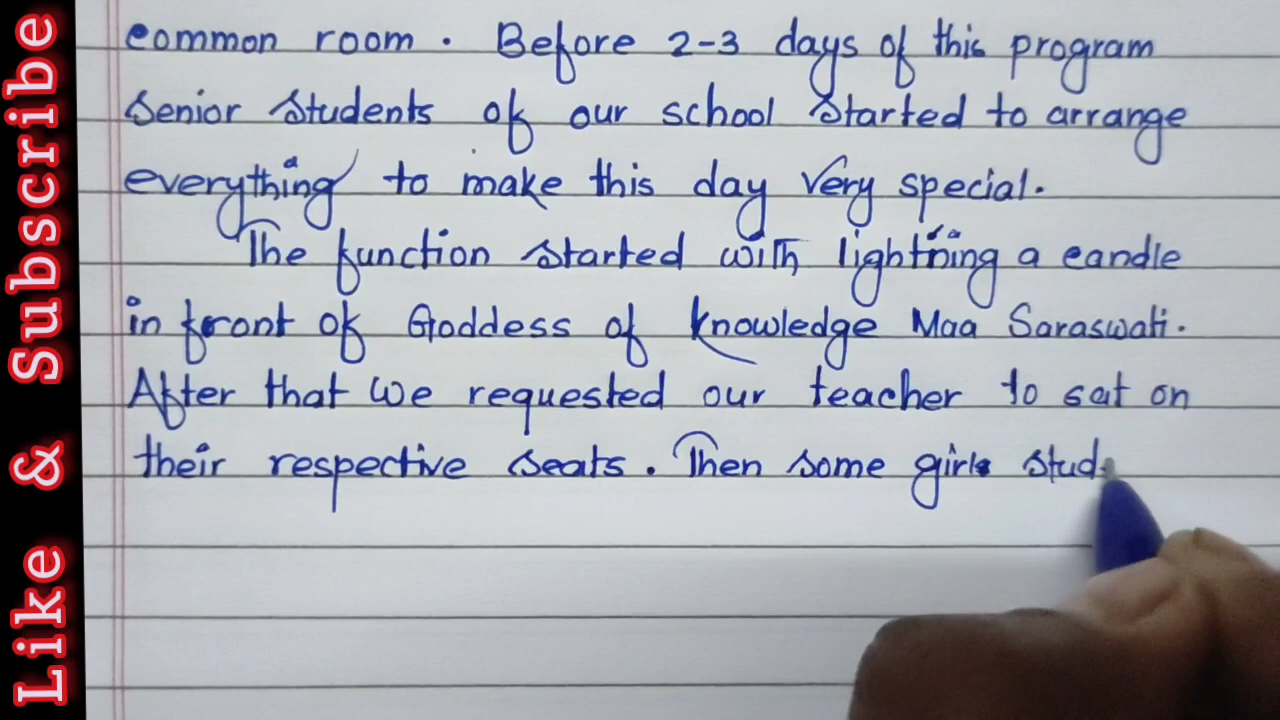 Like & Subscribe
common room. Before 2-3 days of this program
senior students of our school started to arrange
everything to make this day very special.
The function started with lightning a candle
in front of Goddess of knowledge Maa Saraswati.
After that we requested our teacher to sat on
their respective seats. Then some girls stud